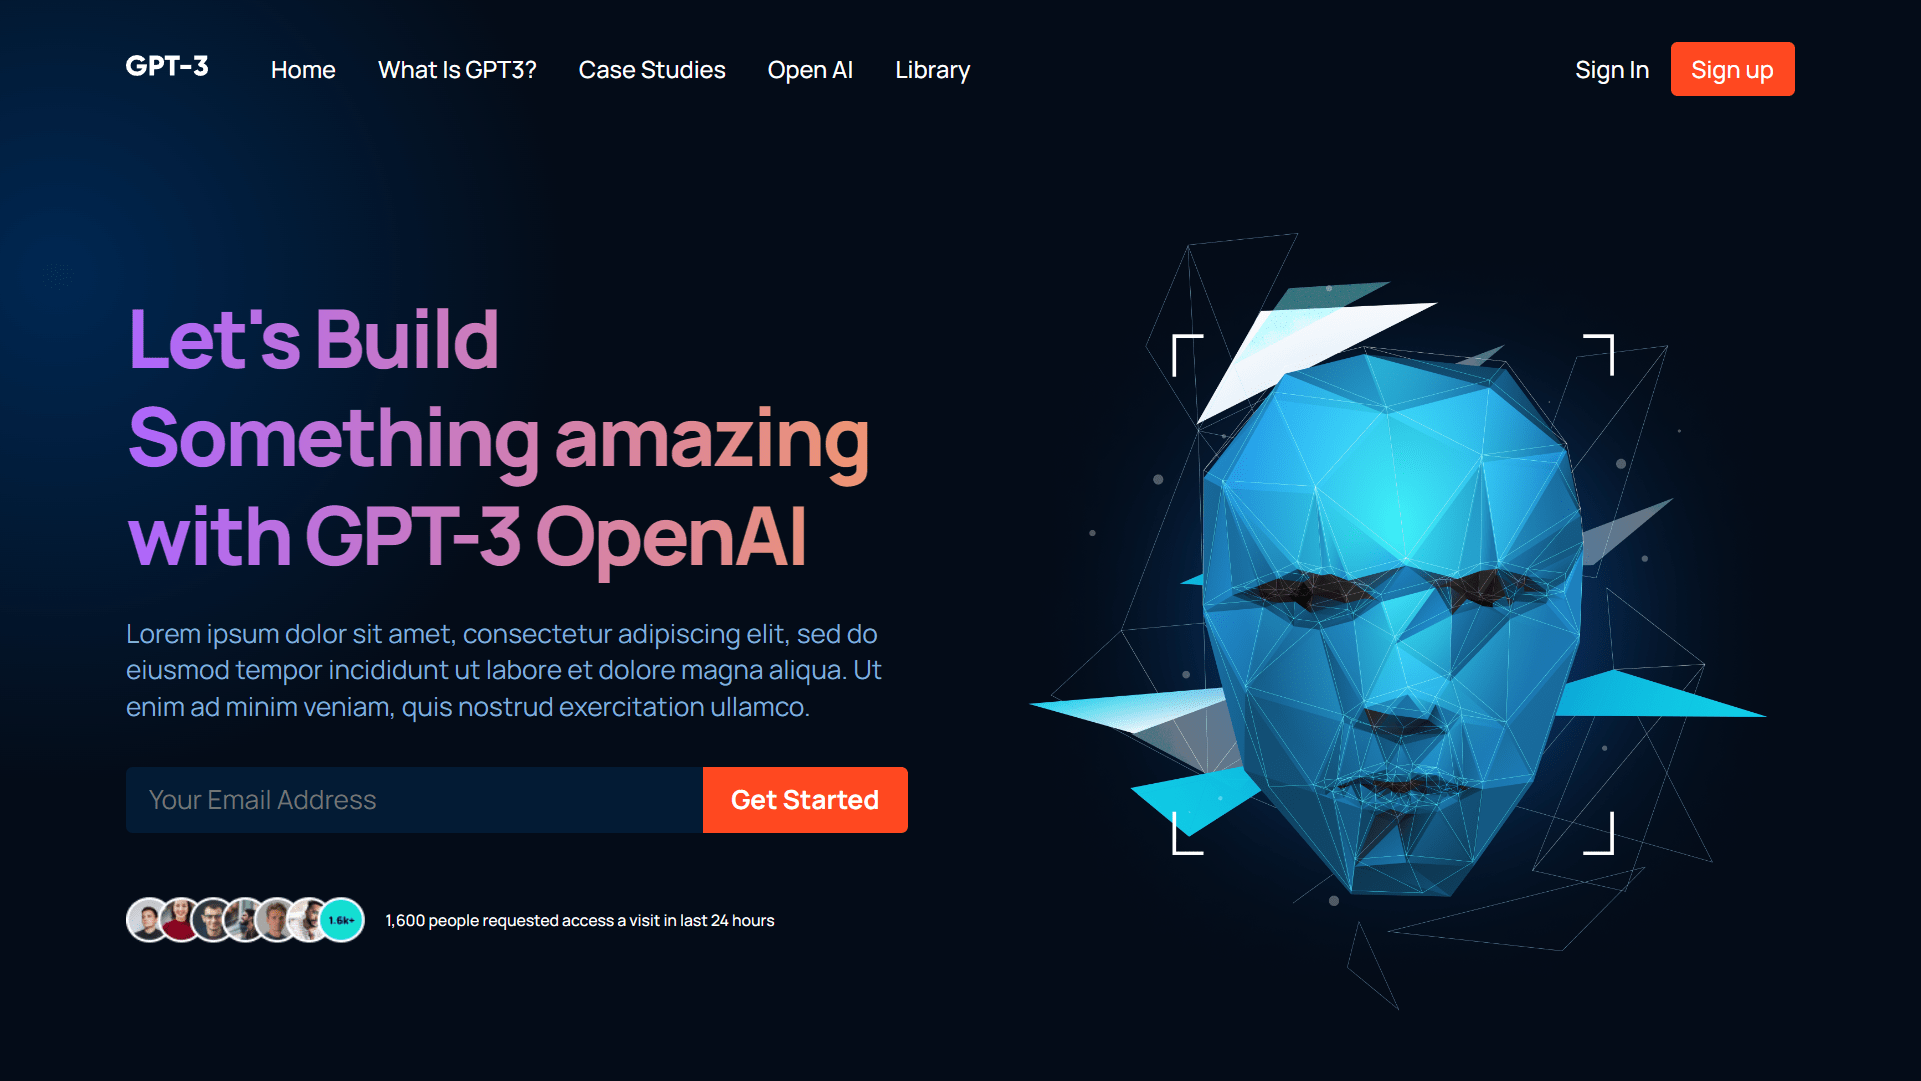 GPT-3
Home
What Is GPT3?
Case Studies
Open AI
Library
Sign In
Sign up
Let's Build
Something amazing
with GPT-3 OpenAI
Lorem ipsum dolor sit amet, consectetur adipiscing elit, sed do
eiusmod tempor incididunt ut labore et dolore magna aliqua. Ut
enim ad minim veniam, quis nostrud exercitation ullamco.
Your Email Address
Get Started
1.6k+
1,600 people requested access a visit in last 24 hours